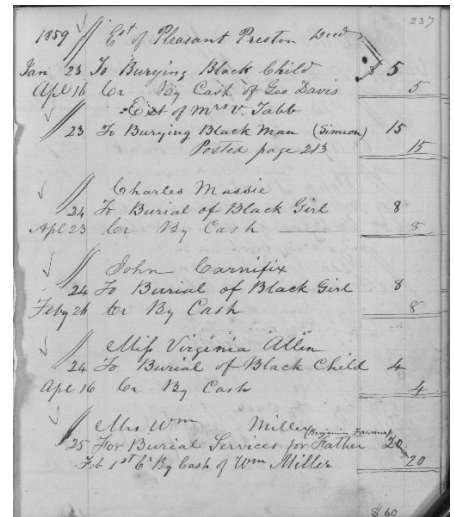 237
1859 // Est of Pleasant Preston Decd
Jan 23 To Burying Black Child $ 5
Apl 16 Cr By Cash of Geo Davis 5
Est of Mrs V. Tabb
23 To Burying Black Man (Simeon) 15
Posted page 213 15
Charles Massie
24 To Burial of Black Girl 8
Apl 23 Cr By Cash 8
John Carnifix
24 To Burial of Black Girl 8
Feby 26 Cr By Cash 8
Miss Virginia Allen
24 To Burial of Black Child 4
Apl 16 Cr By Cash 4
Mrs Wm Miller (Farmer)
25 For Burial Services for Father 20
Feb 1st Cr By Cash of Wm Miller 20
$60